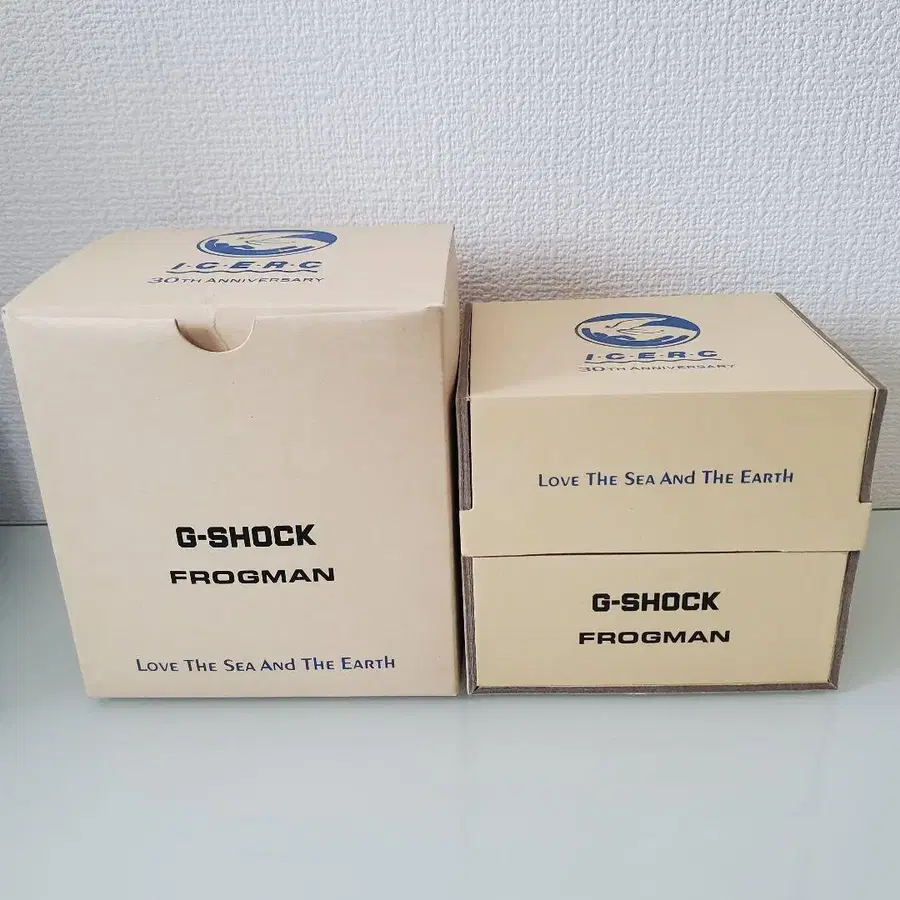 I·C·E·R·C
30TH ANNIVERSARY
G-SHOCK
FROGMAN
LOVE THE SEA ANd THE EARTh
I·C·E·R·C
30TH ANNIVERSARY
LOVE THE SEA ANd THE EARTh
G-SHOCK
FROGMAN